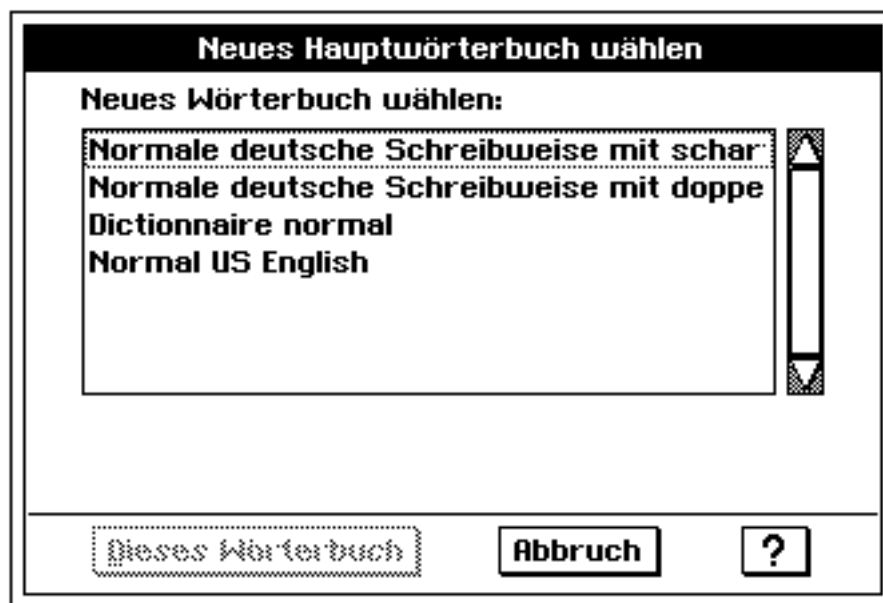 Neues Hauptwörterbuch wählen
Neues Wörterbuch wählen:
Normale deutsche Schreibweise mit schar
Normale deutsche Schreibweise mit doppe
Dictionnaire normal
Normal US English
Dieses Wörterbuch
Abbruch
?